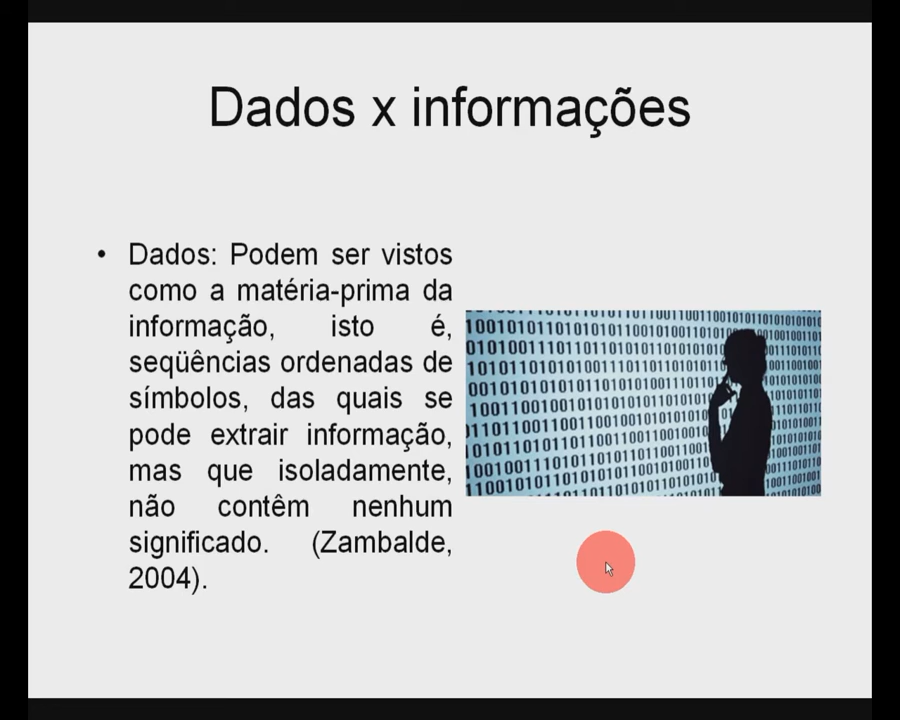 Dados x informações
• Dados: Podem ser vistos
como a matéria-prima da
informação, isto é,
seqüências ordenadas de
símbolos, das quais se
pode extrair informação,
mas que isoladamente,
não contêm nenhum
significado. (Zambalde,
2004).